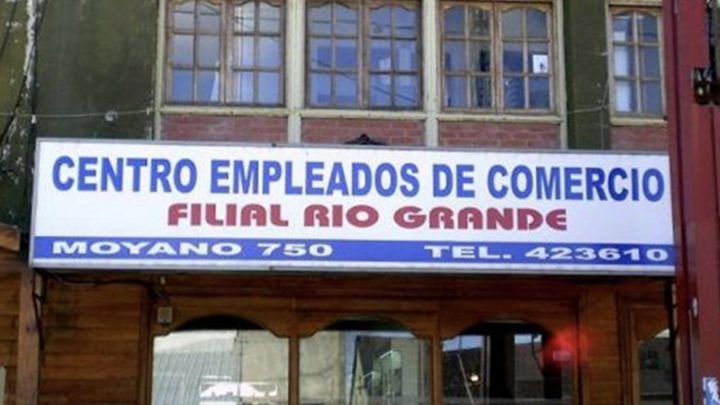 CENTRO EMPLEADOS DE COMERCIO
FILIAL RIO GRANDE
MOYANO 750 TEL. 423610